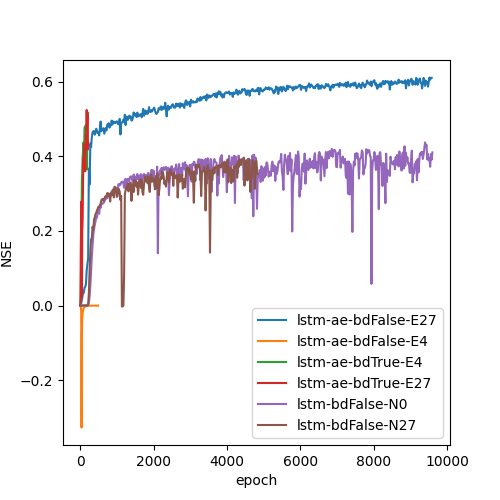 0.6
0.4
0.2
0.0
−0.2
NSE
0
2000
4000
6000
8000
10000
epoch
lstm-ae-bdFalse-E27
lstm-ae-bdFalse-E4
lstm-ae-bdTrue-E4
lstm-ae-bdTrue-E27
lstm-bdFalse-N0
lstm-bdFalse-N27